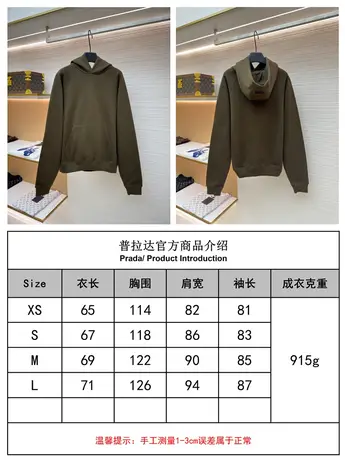 普拉达官方商品介绍
Prada/ Product Introduction
Size 衣长 胸围 肩宽 袖长 成衣克重
XS 65 114 82 81
S 67 118 86 83
M 69 122 90 85
L 71 126 94 87
915g
温馨提示：手工测量1-3cm误差属于正常